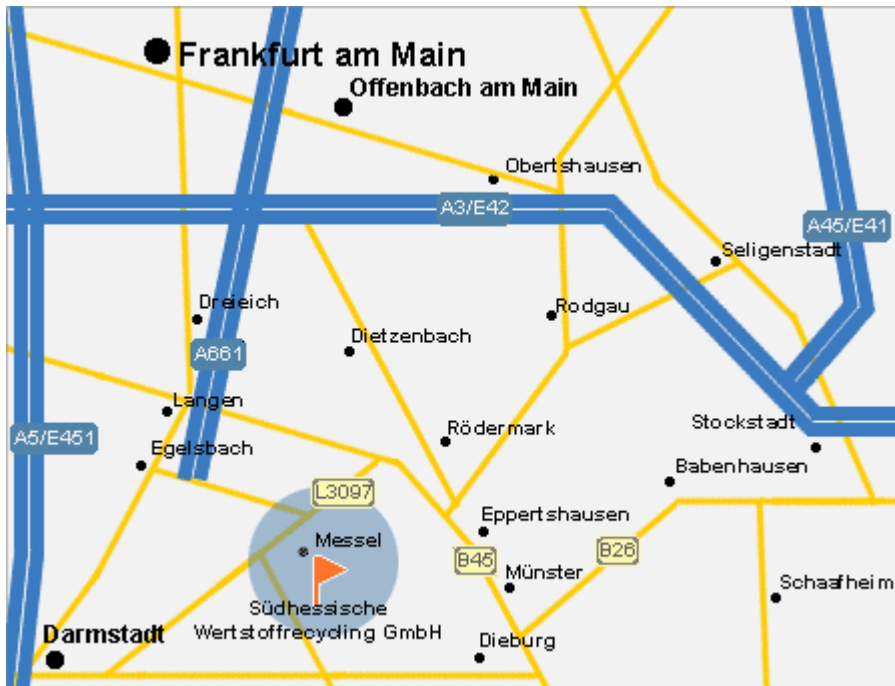 Frankfurt am Main
Offenbach am Main
Obertshausen
A3/E42
A45/E41
Seligenstadt
Dreieich
Rodgau
Dietzenbach
A661
Langen
Stockstadt
Rödermark
A5/E451
Egelsbach
Babenhausen
L3097
Eppertshausen
Messel
B45
B26
Münster
Schaafheim
Südhessische
Wertstoffrecycling GmbH
Darmstadt
Dieburg